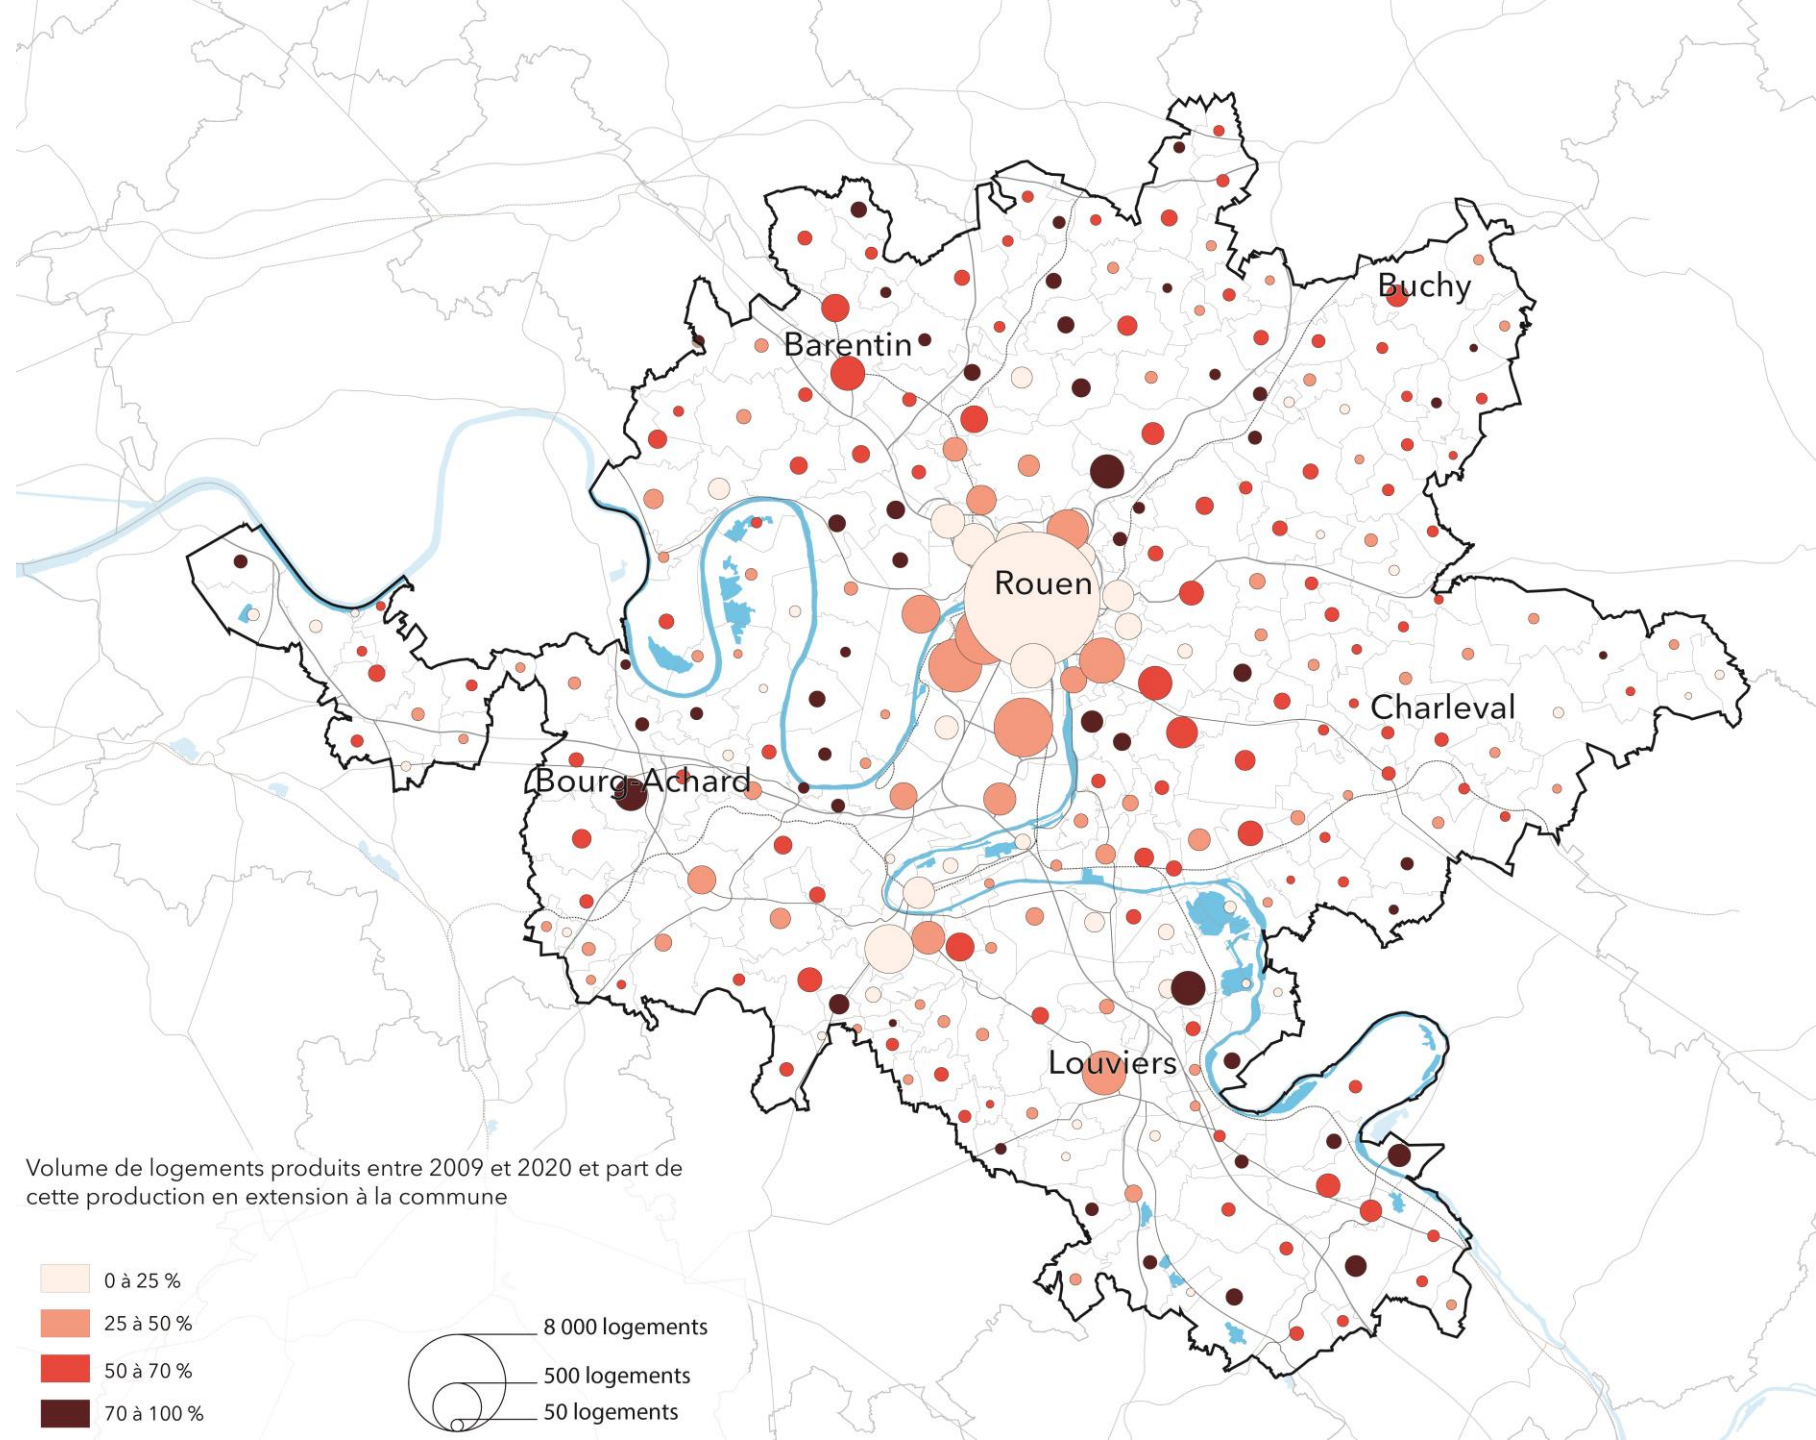 Buchy
Barentin
Rouen
Charleval
Bourg-Achard
Louviers
Volume de logements produits entre 2009 et 2020 et part de
cette production en extension à la commune
0 à 25 %
25 à 50 %
50 à 70 %
70 à 100 %
8 000 logements
500 logements
50 logements